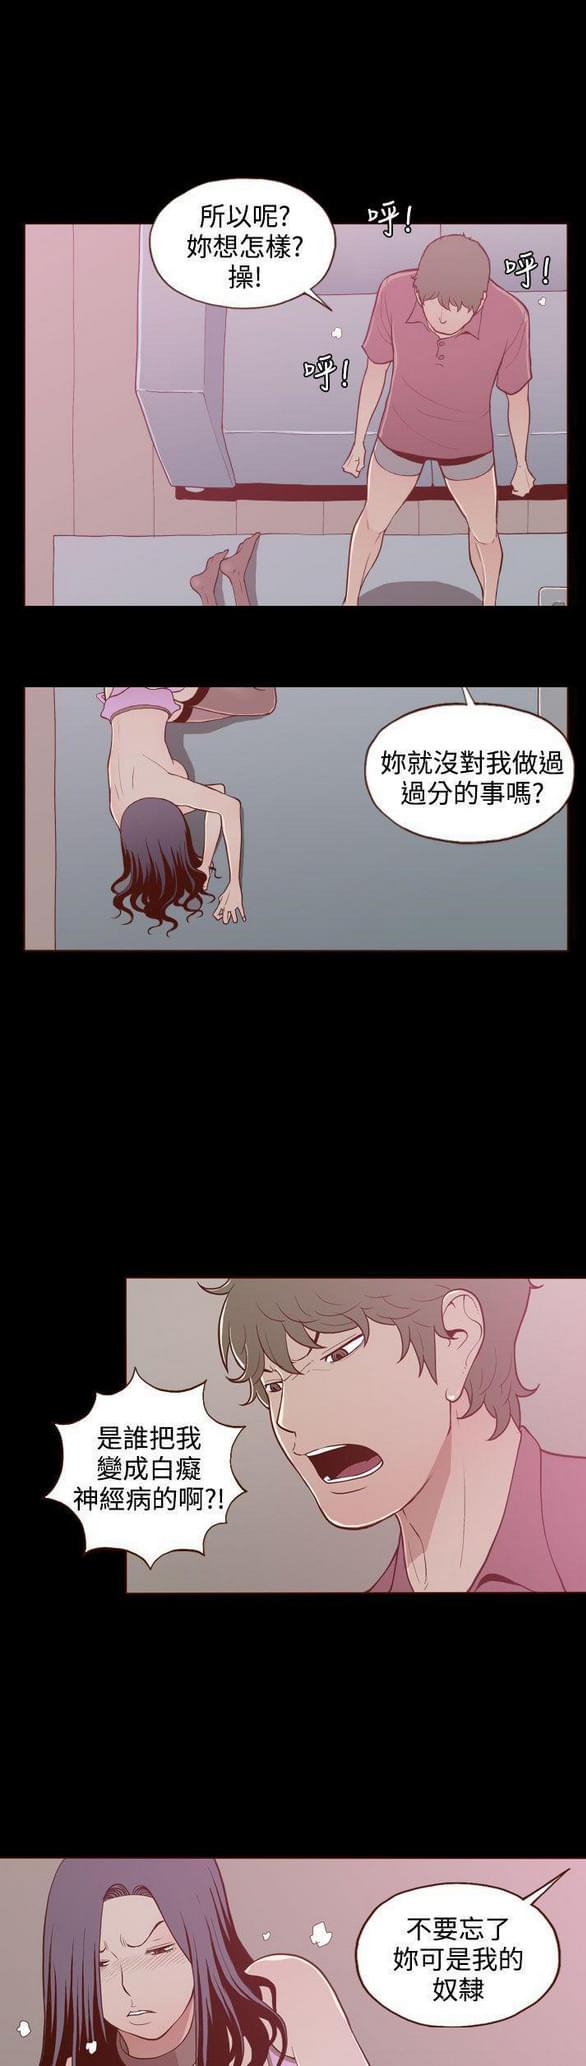 所以呢?
妳想怎樣?
操!
呼!
呼!
呼!
妳就沒對我做過
過分的事嗎?
是誰把我
變成白癡
神經病的啊?!
不要忘了
妳可是我的
奴隸